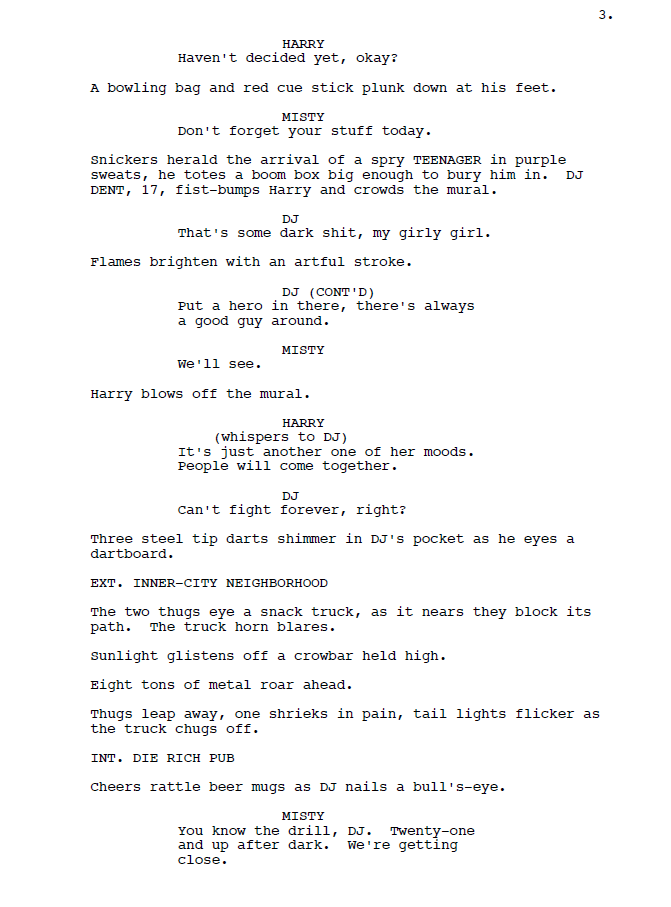 3.
HARRY
Haven't decided yet, okay?
A bowling bag and red cue stick plunk down at his feet.
MISTY
Don't forget your stuff today.
Snickers herald the arrival of a spry TEENAGER in purple
sweats, he totes a boom box big enough to bury him in.  DJ
DENT, 17, fist-bumps Harry and crowds the mural.
DJ
That's some dark shit, my girly girl.
Flames brighten with an artful stroke.
DJ (CONT'D)
Put a hero in there, there's always
a good guy around.
MISTY
We'll see.
Harry blows off the mural.
HARRY
(whispers to DJ)
It's just another one of her moods.
People will come together.
DJ
Can't fight forever, right?
Three steel tip darts shimmer in DJ's pocket as he eyes a
dartboard.
EXT. INNER-CITY NEIGHBORHOOD
The two thugs eye a snack truck, as it nears they block its
path.  The truck horn blares.
Sunlight glistens off a crowbar held high.
Eight tons of metal roar ahead.
Thugs leap away, one shrieks in pain, tail lights flicker as
the truck chugs off.
INT. DIE RICH PUB
Cheers rattle beer mugs as DJ nails a bull's-eye.
MISTY
You know the drill, DJ.  Twenty-one
and up after dark.  We're getting
close.